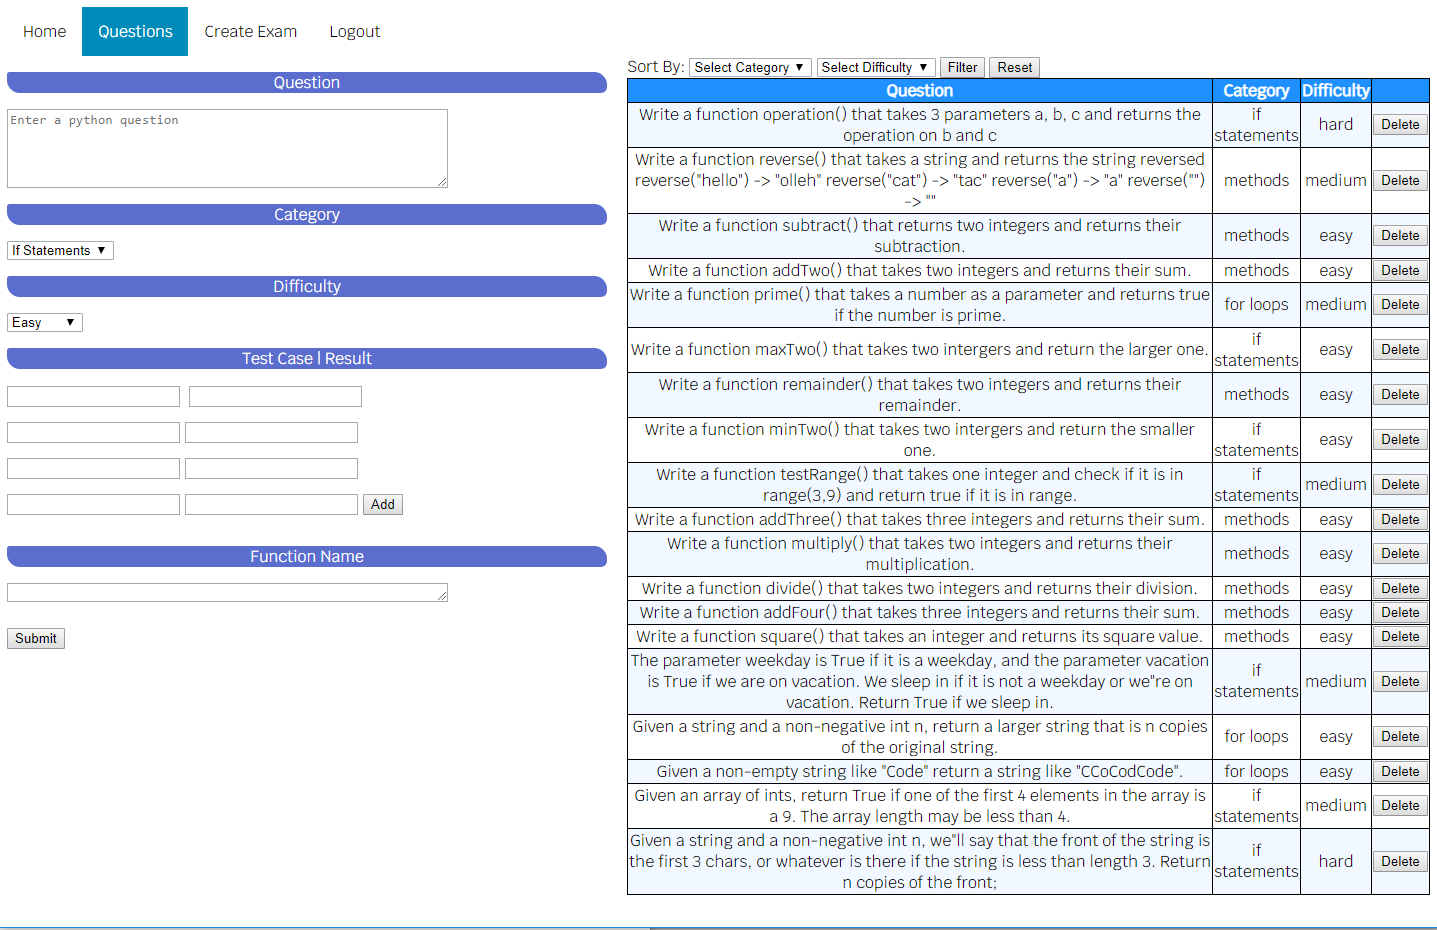 Home Questions Create Exam Logout
Question
Enter a python question
Category
If Statements ▼
Difficulty
Easy ▼
Test Case | Result
Add
Function Name
Submit
Sort By: Select Category ▼ Select Difficulty ▼ Filter Reset
Question Category Difficulty
Write a function operation() that takes 3 parameters a, b, c and returns the
operation on b and c
if
statements
hard
Delete
Write a function reverse() that takes a string and returns the string reversed
reverse("hello") -> "olleh" reverse("cat") -> "tac" reverse("a") -> "a" reverse("")
-> ""
methods
medium
Delete
Write a function subtract() that returns two integers and returns their
subtraction.
methods
easy
Delete
Write a function addTwo() that takes two integers and returns their sum.
methods
easy
Delete
Write a function prime() that takes a number as a parameter and returns true
if the number is prime.
for loops
medium
Delete
Write a function maxTwo() that takes two intergers and return the larger one.
if
statements
easy
Delete
Write a function remainder() that takes two integers and returns their
remainder.
methods
easy
Delete
Write a function minTwo() that takes two intergers and return the smaller
one.
if
statements
easy
Delete
Write a function testRange() that takes one integer and check if it is in
range(3,9) and return true if it is in range.
if
statements
medium
Delete
Write a function addThree() that takes three integers and returns their sum.
methods
easy
Delete
Write a function multiply() that takes two integers and returns their
multiplication.
methods
easy
Delete
Write a function divide() that takes two integers and returns their division.
methods
easy
Delete
Write a function addFour() that takes three integers and returns their sum.
methods
easy
Delete
Write a function square() that takes an integer and returns its square value.
methods
easy
Delete
The parameter weekday is True if it is a weekday, and the parameter vacation
is True if we are on vacation. We sleep in if it is not a weekday or we"re on
vacation. Return True if we sleep in.
if
statements
medium
Delete
Given a string and a non-negative int n, return a larger string that is n copies
of the original string.
for loops
easy
Delete
Given a non-empty string like "Code" return a string like "CCoCodCode".
for loops
easy
Delete
Given an array of ints, return True if one of the first 4 elements in the array is
a 9. The array length may be less than 4.
if
statements
medium
Delete
Given a string and a non-negative int n, we"ll say that the front of the string is
the first 3 chars, or whatever is there if the string is less than length 3. Return
n copies of the front;
if
statements
hard
Delete